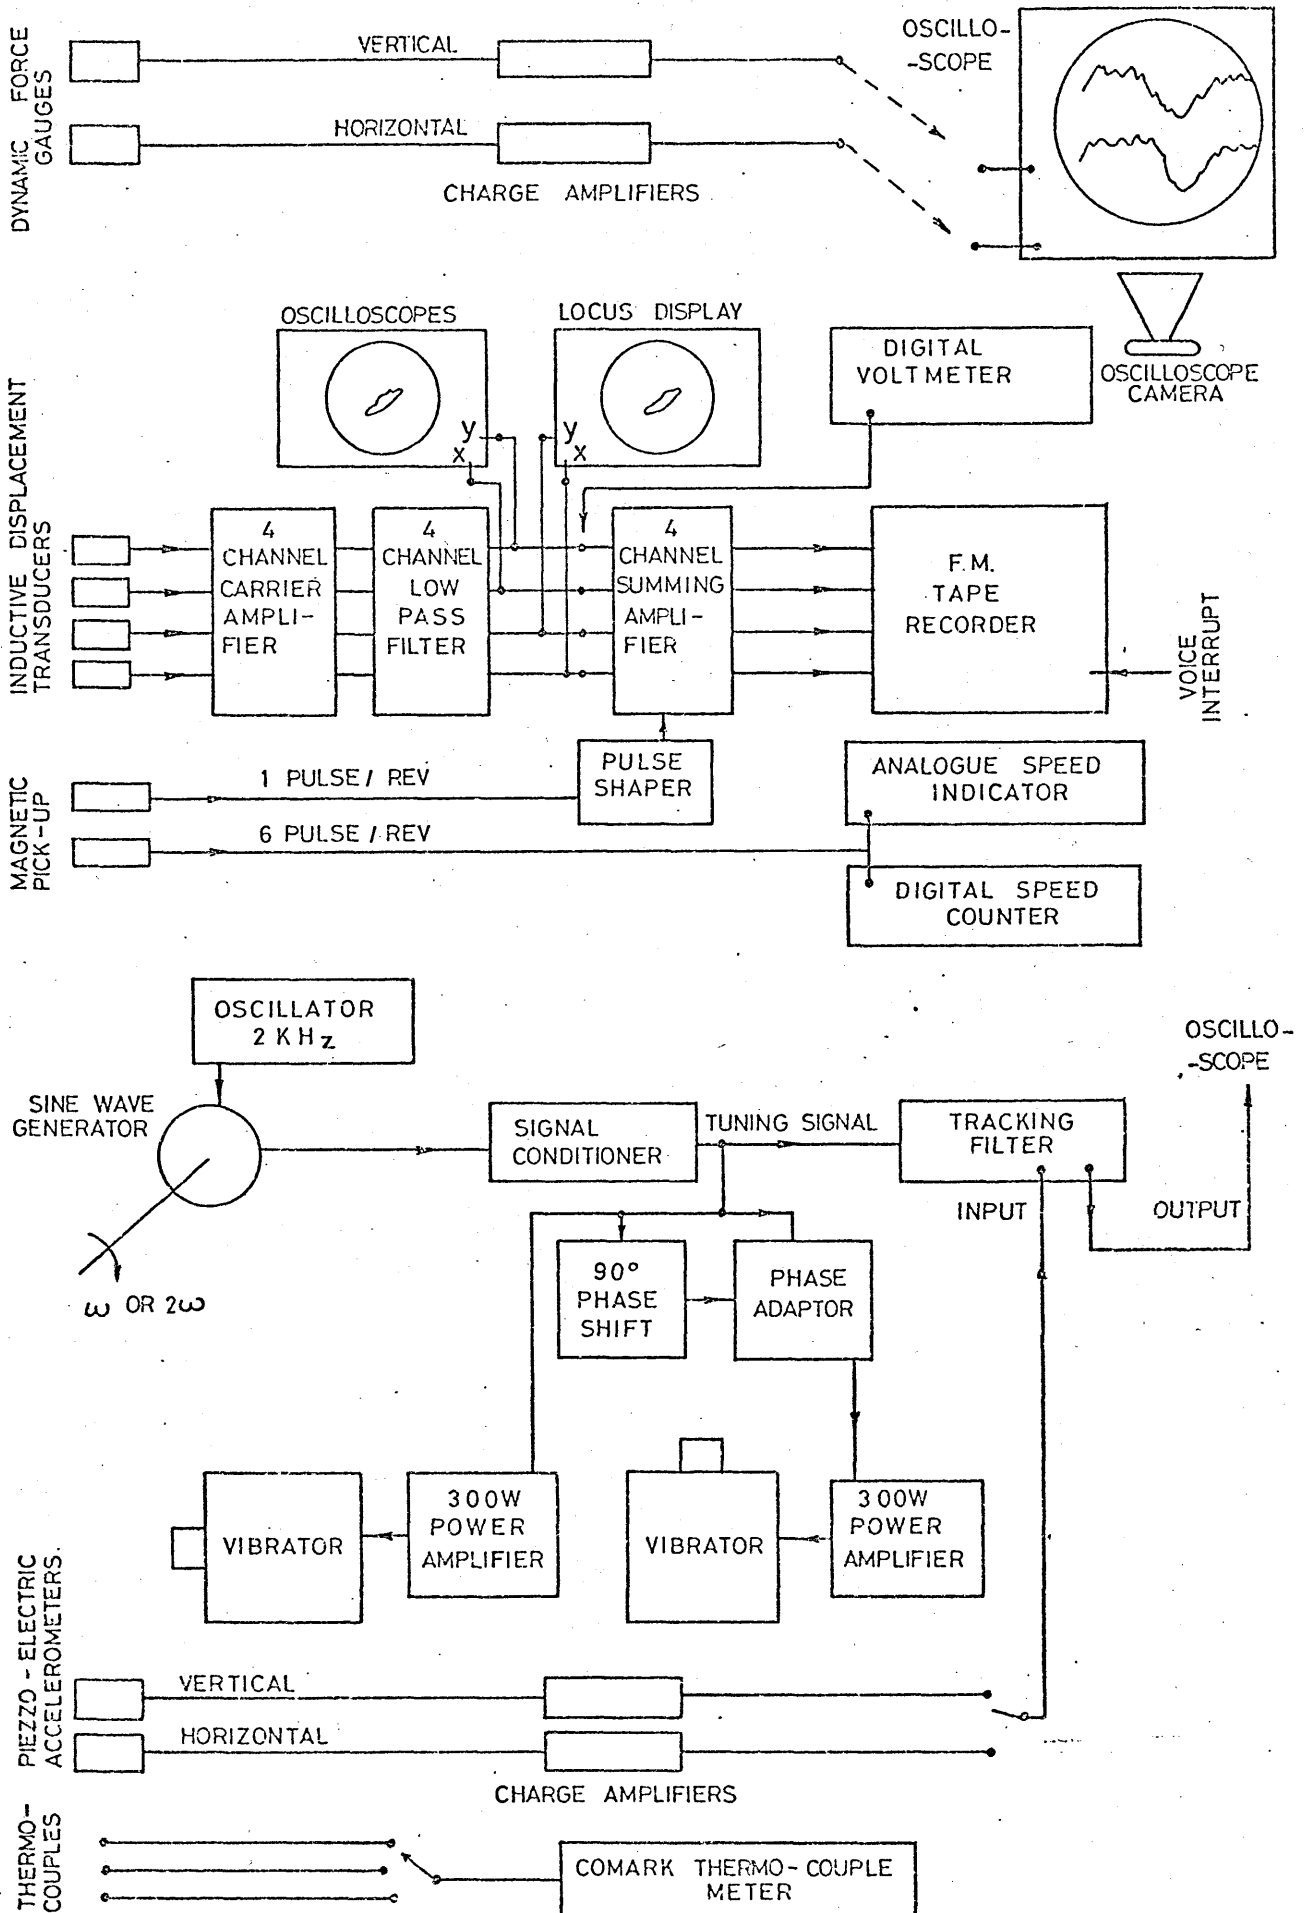 DYNAMIC FORCE
GAUGES
VERTICAL
HORIZONTAL
CHARGE AMPLIFIERS
OSCILLO-
-SCOPE
OSCILLOSCOPE
CAMERA
OSCILLOSCOPES
LOCUS DISPLAY
y
x
y
x
DIGITAL
VOLTMETER
INDUCTIVE DISPLACEMENT
TRANSDUCERS
4
CHANNEL
CARRIER
AMPLI-
FIER
4
CHANNEL
LOW
PASS
FILTER
4
CHANNEL
SUMMING
AMPLI-
FIER
F.M.
TAPE
RECORDER
VOICE
INTERRUPT
MAGNETIC
PICK-UP
1 PULSE / REV
6 PULSE / REV
PULSE
SHAPER
ANALOGUE SPEED
INDICATOR
DIGITAL SPEED
COUNTER
OSCILLATOR
2 KHz
SINE WAVE
GENERATOR
ω OR 2ω
SIGNAL
CONDITIONER
TUNING SIGNAL
TRACKING
FILTER
INPUT
OUTPUT
OSCILLO-
-SCOPE
90°
PHASE
SHIFT
PHASE
ADAPTOR
VIBRATOR
300W
POWER
AMPLIFIER
VIBRATOR
300W
POWER
AMPLIFIER
PIEZZO-ELECTRIC
ACCELEROMETERS.
VERTICAL
HORIZONTAL
CHARGE AMPLIFIERS
THERMO-
COUPLES
COMARK THERMO-COUPLE
METER